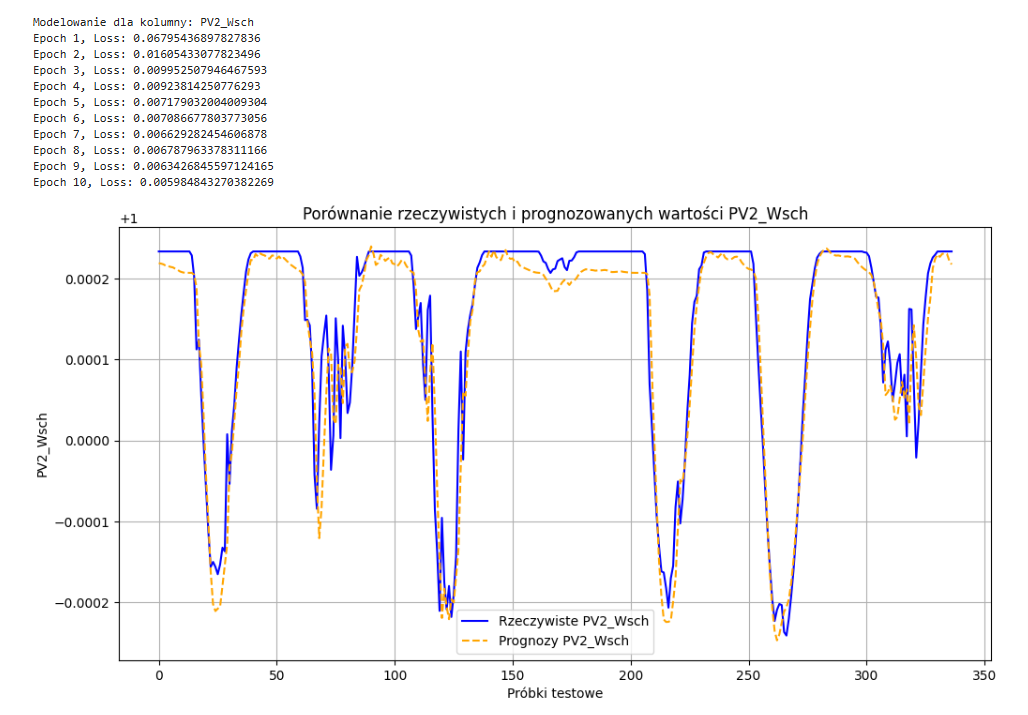 Modelowanie dla kolumny: PV2_Wsch
Epoch 1, Loss: 0.06795436897827836
Epoch 2, Loss: 0.01605433077823496
Epoch 3, Loss: 0.009952507946467593
Epoch 4, Loss: 0.00923814250776293
Epoch 5, Loss: 0.007179032004009304
Epoch 6, Loss: 0.007086677803773056
Epoch 7, Loss: 0.006629282454606878
Epoch 8, Loss: 0.006787963378311166
Epoch 9, Loss: 0.0063426845597124165
Epoch 10, Loss: 0.005984843270382269
Porównanie rzeczywistych i prognozowanych wartości PV2_Wsch
+1
0.0002
0.0001
0.0000
−0.0001
−0.0002
PV2_Wsch
Rzeczywiste PV2_Wsch
Prognozy PV2_Wsch
0 50 100 150 200 250 300 350
Próbki testowe